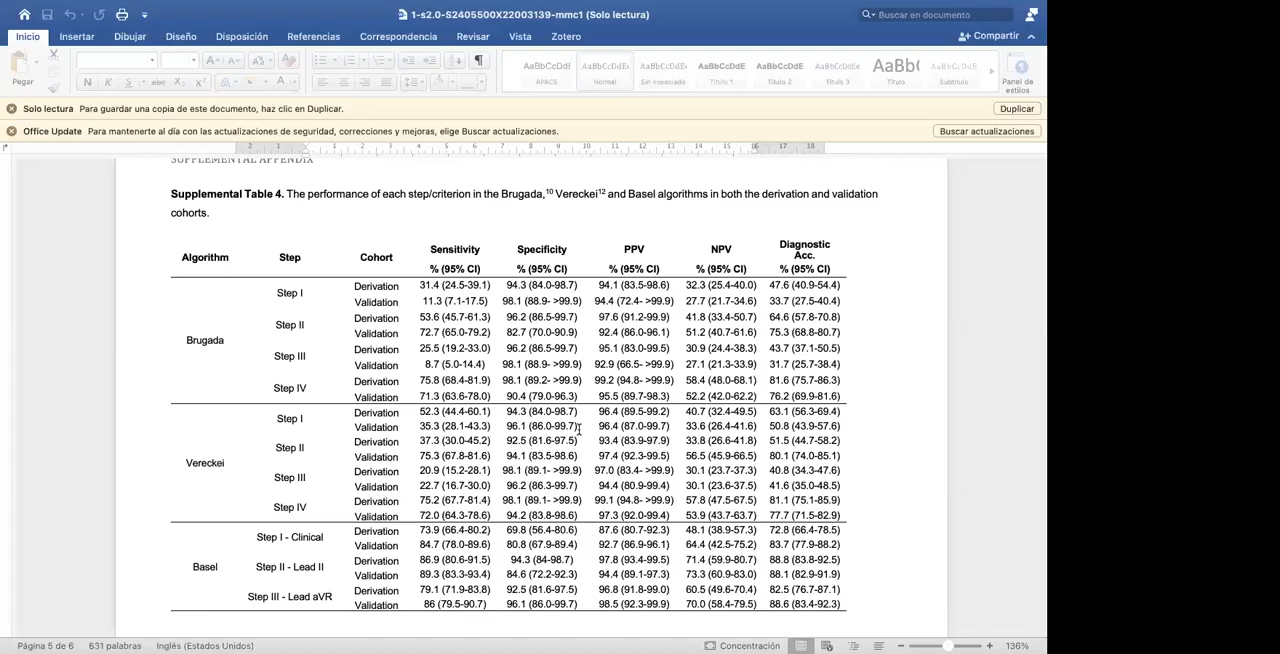 1-s2.0-S2405500X22003139-mmc1 (Solo lectura)
Buscar en documento
Inicio Insertar Dibujar Diseño Disposición Referencias Correspondencia Revisar Vista Zotero
Compartir
Pegar
N K S abc X₂ X²
AaBbCcDdEı AaBbCcDdEє AaBbCcDdEє AaBbCcDdE AaBbCcDdE AaBbCcDdEє AaBb( AaBbCcDdE
APACE Normal Sin espaciado Título 1 Título 2 Título 3 Título Subtítulo
Panel de estilos
Solo lectura Para guardar una copia de este documento, haz clic en Duplicar.
Duplicar
Office Update Para mantenerte al día con las actualizaciones de seguridad, correcciones y mejoras, elige Buscar actualizaciones.
Buscar actualizaciones
2 1 1 2 3 4 5 6 7 8 9 10 11 12 13 14 15 16 17 18
SUPPLEMENTAL APPENDIX
Supplemental Table 4. The performance of each step/criterion in the Brugada,¹⁰ Vereckei¹² and Basel algorithms in both the derivation and validation
cohorts.
Algorithm Step Cohort Sensitivity % (95% CI) Specificity % (95% CI) PPV % (95% CI) NPV % (95% CI) Diagnostic Acc. % (95% CI)
Brugada
Step I
Derivation 31.4 (24.5-39.1) 94.3 (84.0-98.7) 94.1 (83.5-98.6) 32.3 (25.4-40.0) 47.6 (40.9-54.4)
Validation 11.3 (7.1-17.5) 98.1 (88.9- >99.9) 94.4 (72.4- >99.9) 27.7 (21.7-34.6) 33.7 (27.5-40.4)
Step II
Derivation 53.6 (45.7-61.3) 96.2 (86.5-99.7) 97.6 (91.2-99.9) 41.8 (33.4-50.7) 64.6 (57.8-70.8)
Validation 72.7 (65.0-79.2) 82.7 (70.0-90.9) 92.4 (86.0-96.1) 51.2 (40.7-61.6) 75.3 (68.8-80.7)
Step III
Derivation 25.5 (19.2-33.0) 96.2 (86.5-99.7) 95.1 (83.0-99.5) 30.9 (24.4-38.3) 43.7 (37.1-50.5)
Validation 8.7 (5.0-14.4) 98.1 (88.9- >99.9) 92.9 (66.5- >99.9) 27.1 (21.3-33.9) 31.7 (25.7-38.4)
Step IV
Derivation 75.8 (68.4-81.9) 98.1 (89.2- >99.9) 99.2 (94.8- >99.9) 58.4 (48.0-68.1) 81.6 (75.7-86.3)
Validation 71.3 (63.6-78.0) 90.4 (79.0-96.3) 95.5 (89.7-98.3) 52.2 (42.0-62.2) 76.2 (69.9-81.6)
Vereckei
Step I
Derivation 52.3 (44.4-60.1) 94.3 (84.0-98.7) 96.4 (89.5-99.2) 40.7 (32.4-49.5) 63.1 (56.3-69.4)
Validation 35.3 (28.1-43.3) 96.1 (86.0-99.7) 96.4 (87.0-99.7) 33.6 (26.4-41.6) 50.8 (43.9-57.6)
Step II
Derivation 37.3 (30.0-45.2) 92.5 (81.6-97.5) 93.4 (83.9-97.9) 33.8 (26.6-41.8) 51.5 (44.7-58.2)
Validation 75.3 (67.8-81.6) 94.1 (83.5-98.6) 97.4 (92.3-99.5) 56.5 (45.9-66.5) 80.1 (74.0-85.1)
Step III
Derivation 20.9 (15.2-28.1) 98.1 (89.1- >99.9) 97.0 (83.4- >99.9) 30.1 (23.7-37.3) 40.8 (34.3-47.6)
Validation 22.7 (16.7-30.0) 96.2 (86.3-99.7) 94.4 (80.9-99.4) 30.1 (23.6-37.5) 41.6 (35.0-48.5)
Step IV
Derivation 75.2 (67.7-81.4) 98.1 (89.1- >99.9) 99.1 (94.8- >99.9) 57.8 (47.5-67.5) 81.1 (75.1-85.9)
Validation 72.0 (64.3-78.6) 94.2 (83.8-98.6) 97.3 (92.0-99.4) 53.9 (43.7-63.7) 77.7 (71.5-82.9)
Basel
Step I - Clinical
Derivation 73.9 (66.4-80.2) 69.8 (56.4-80.6) 87.6 (80.7-92.3) 48.1 (38.9-57.3) 72.8 (66.4-78.5)
Validation 84.7 (78.0-89.6) 80.8 (67.9-89.4) 92.7 (86.9-96.1) 64.4 (42.5-75.2) 83.7 (77.9-88.2)
Step II - Lead II
Derivation 86.9 (80.6-91.5) 94.3 (84-98.7) 97.8 (93.4-99.5) 71.4 (59.9-80.7) 88.8 (83.8-92.5)
Validation 89.3 (83.3-93.4) 84.6 (72.2-92.3) 94.4 (89.1-97.3) 73.3 (60.9-83.0) 88.1 (82.9-91.9)
Step III - Lead aVR
Derivation 79.1 (71.9-83.8) 92.5 (81.6-97.5) 96.8 (91.8-99.0) 60.5 (49.6-70.4) 82.5 (76.7-87.1)
Validation 86 (79.5-90.7) 96.1 (86.0-99.7) 98.5 (92.3-99.9) 70.0 (58.4-79.5) 88.6 (83.4-92.3)
Página 5 de 6 631 palabras Inglés (Estados Unidos) Concentración 136%